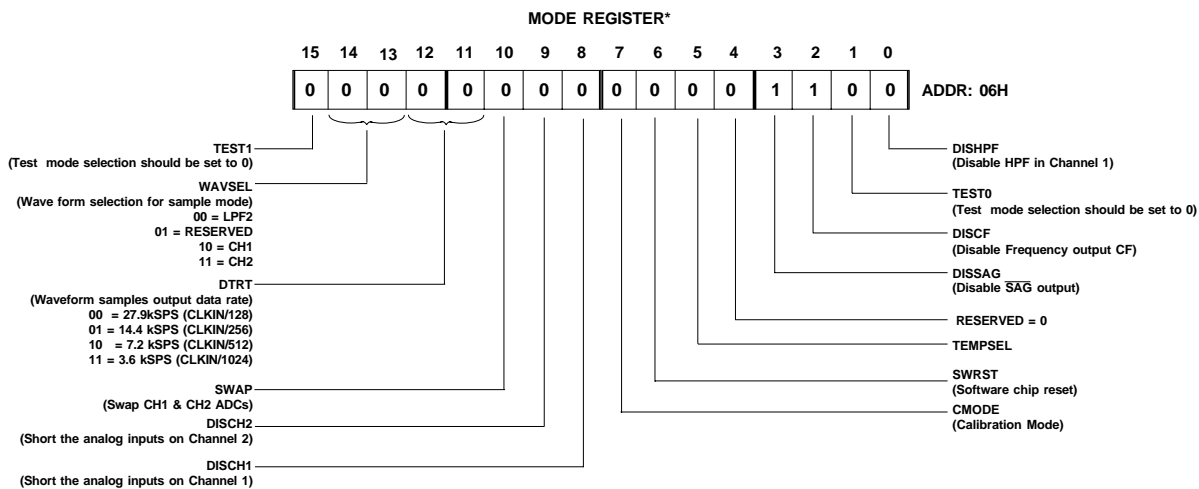 MODE REGISTER*
15 14 13 12 11 10 9 8 7 6 5 4 3 2 1 0
0 0 0 0 0 0 0 0 0 0 0 0 1 1 0 0 ADDR: 06H
TEST1
(Test mode selection should be set to 0)
WAVSEL
(Wave form selection for sample mode)
00 = LPF2
01 = RESERVED
10 = CH1
11 = CH2
DTRT
(Waveform samples output data rate)
00 = 27.9kSPS (CLKIN/128)
01 = 14.4 kSPS (CLKIN/256)
10 = 7.2 kSPS (CLKIN/512)
11 = 3.6 kSPS (CLKIN/1024)
SWAP
(Swap CH1 & CH2 ADCs)
DISCH2
(Short the analog inputs on Channel 2)
DISCH1
(Short the analog inputs on Channel 1)
DISHPF
(Disable HPF in Channel 1)
TEST0
(Test mode selection should be set to 0)
DISCF
(Disable Frequency output CF)
DISSAG
(Disable SAG output)
RESERVED = 0
TEMPSEL
SWRST
(Software chip reset)
CMODE
(Calibration Mode)